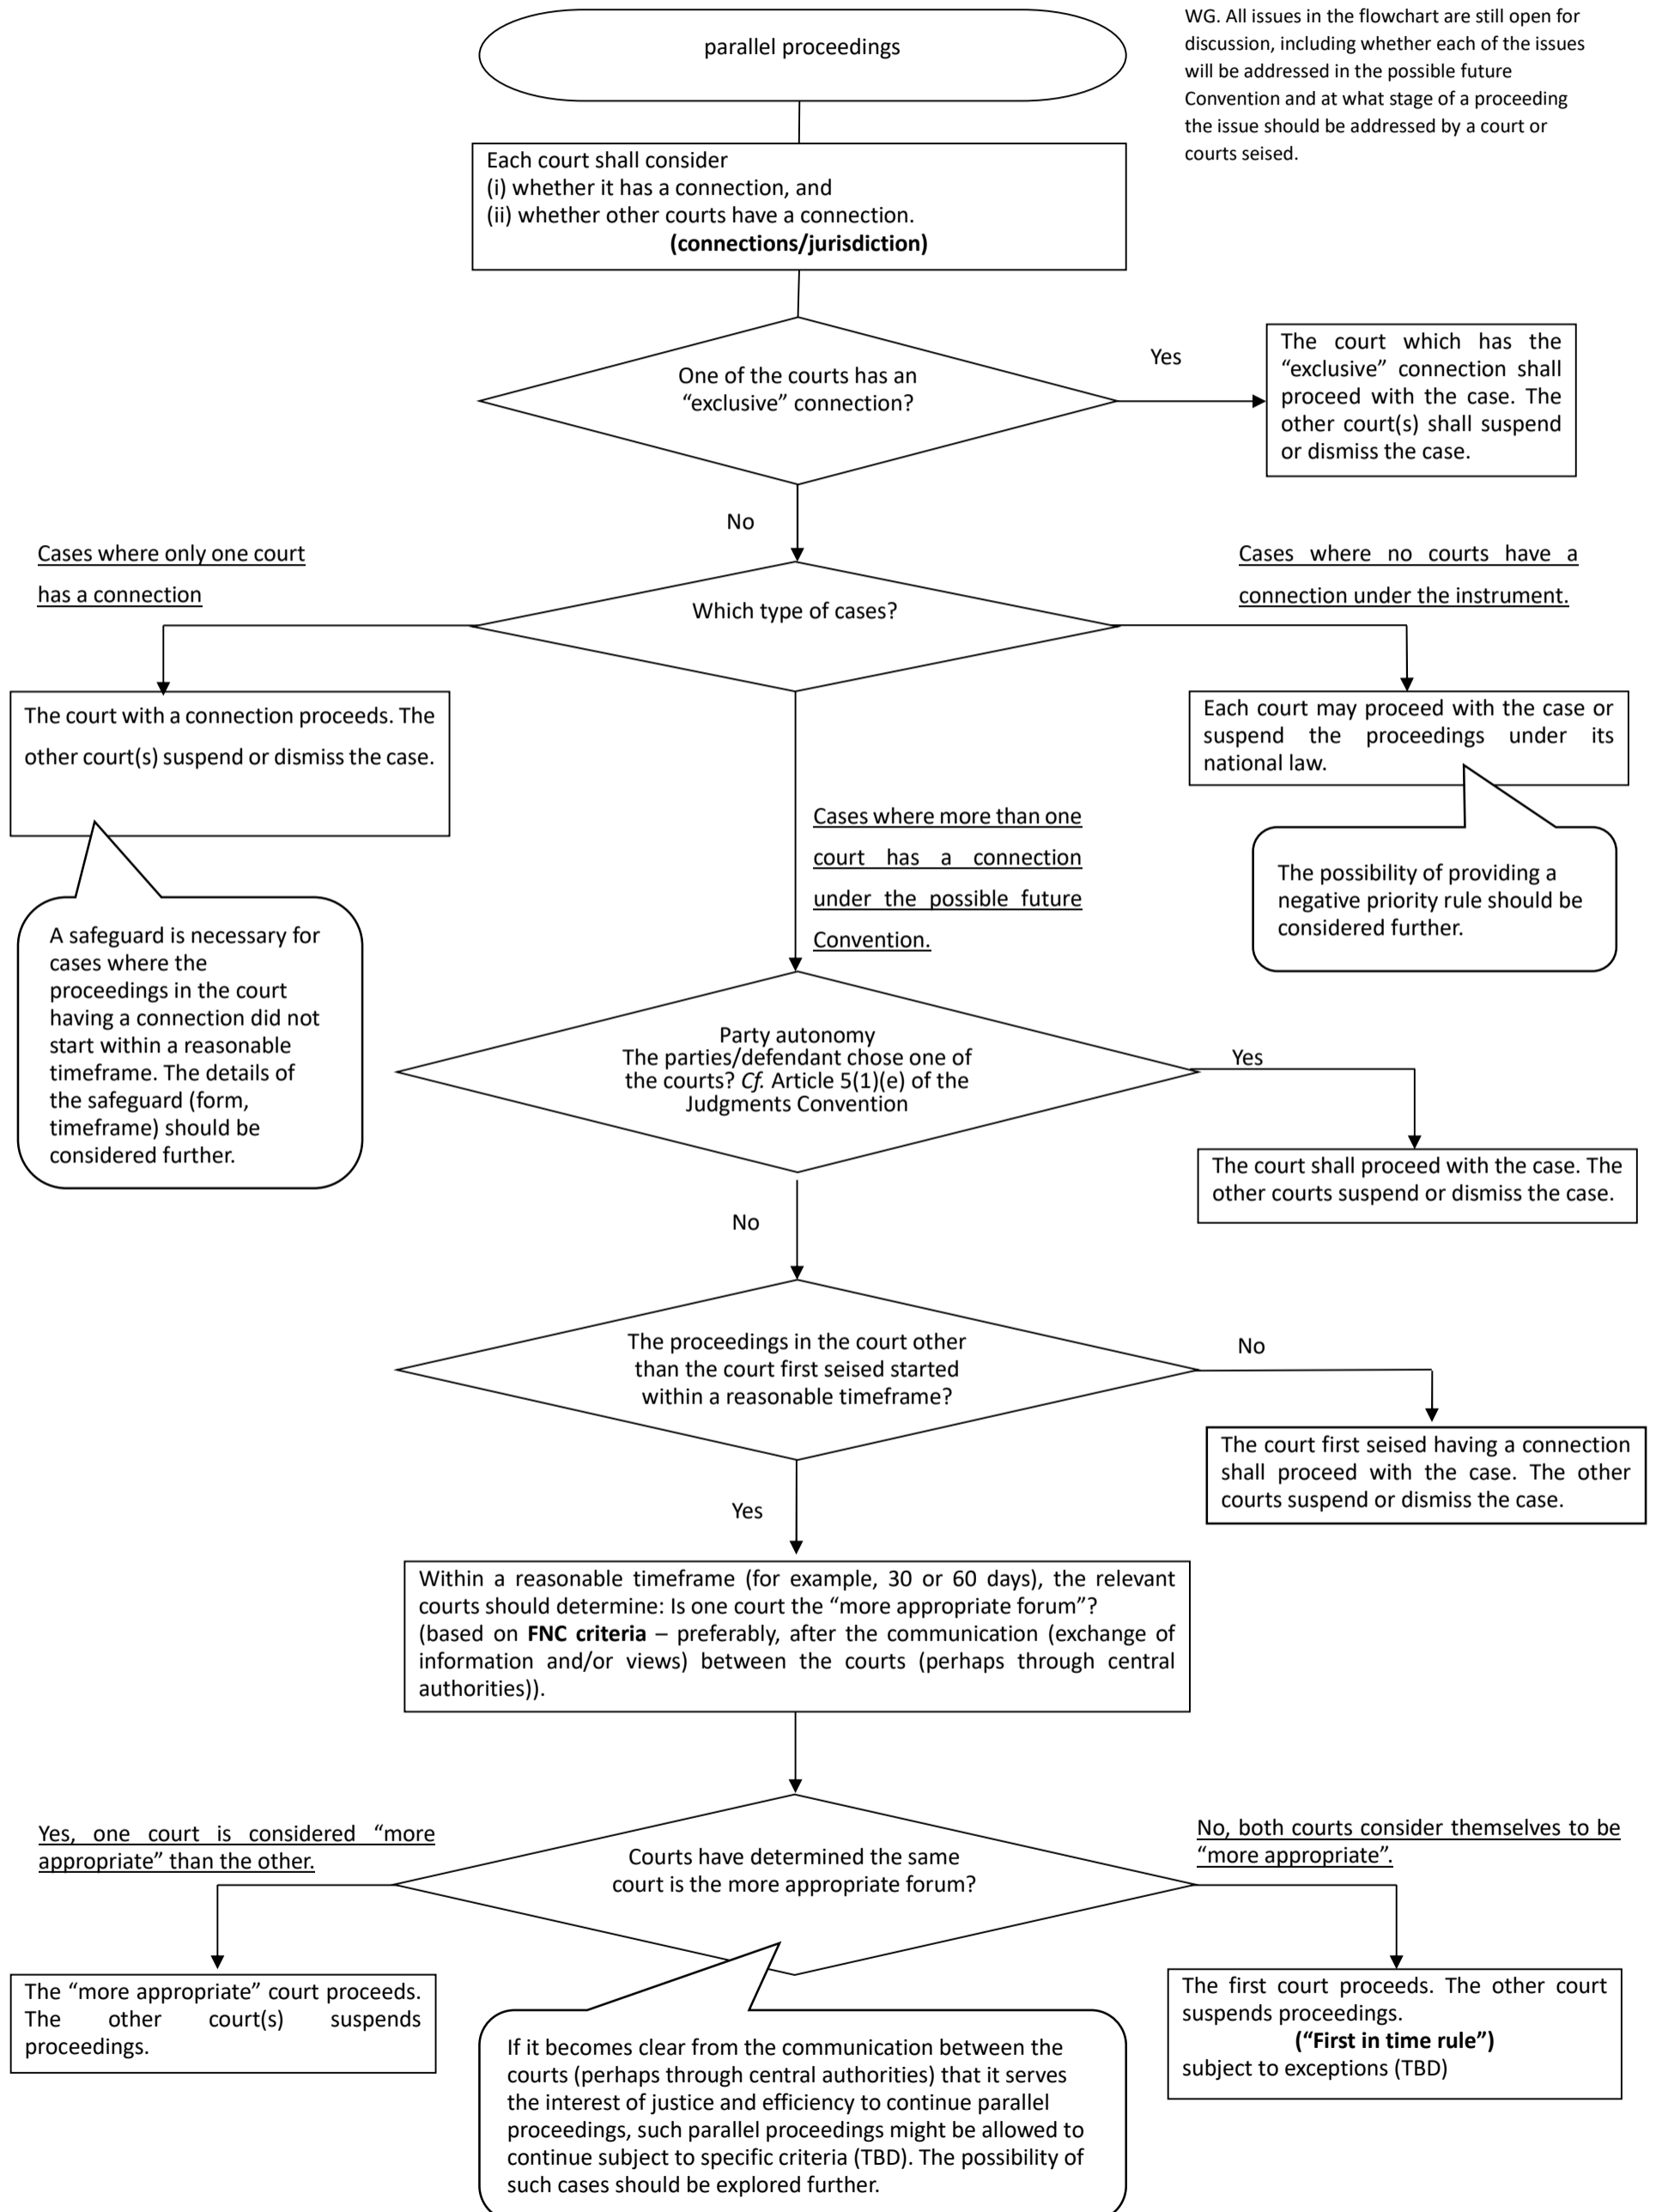 parallel proceedings
WG. All issues in the flowchart are still open for
discussion, including whether each of the issues
will be addressed in the possible future
Convention and at what stage of a proceeding
the issue should be addressed by a court or
courts seised.
Each court shall consider
(i) whether it has a connection, and
(ii) whether other courts have a connection.
(connections/jurisdiction)
One of the courts has an
“exclusive” connection?
Yes
The court which has the
“exclusive” connection shall
proceed with the case. The
other court(s) shall suspend
or dismiss the case.
No
Cases where only one court
has a connection
Which type of cases?
Cases where no courts have a
connection under the instrument.
The court with a connection proceeds. The
other court(s) suspend or dismiss the case.
Each court may proceed with the case or
suspend the proceedings under its
national law.
A safeguard is necessary for
cases where the
proceedings in the court
having a connection did not
start within a reasonable
timeframe. The details of
the safeguard (form,
timeframe) should be
considered further.
Cases where more than one
court has a connection
under the possible future
Convention.
The possibility of providing a
negative priority rule should be
considered further.
Party autonomy
The parties/defendant chose one of
the courts? Cf. Article 5(1)(e) of the
Judgments Convention
Yes
The court shall proceed with the case. The
other courts suspend or dismiss the case.
No
The proceedings in the court other
than the court first seised started
within a reasonable timeframe?
No
The court first seised having a connection
shall proceed with the case. The other
courts suspend or dismiss the case.
Yes
Within a reasonable timeframe (for example, 30 or 60 days), the relevant
courts should determine: Is one court the “more appropriate forum”?
(based on FNC criteria – preferably, after the communication (exchange of
information and/or views) between the courts (perhaps through central
authorities)).
Yes, one court is considered “more
appropriate” than the other.
Courts have determined the same
court is the more appropriate forum?
No, both courts consider themselves to be
“more appropriate”.
The “more appropriate” court proceeds.
The other court(s) suspends
proceedings.
If it becomes clear from the communication between the
courts (perhaps through central authorities) that it serves
the interest of justice and efficiency to continue parallel
proceedings, such parallel proceedings might be allowed to
continue subject to specific criteria (TBD). The possibility of
such cases should be explored further.
The first court proceeds. The other court
suspends proceedings.
(“First in time rule”)
subject to exceptions (TBD)